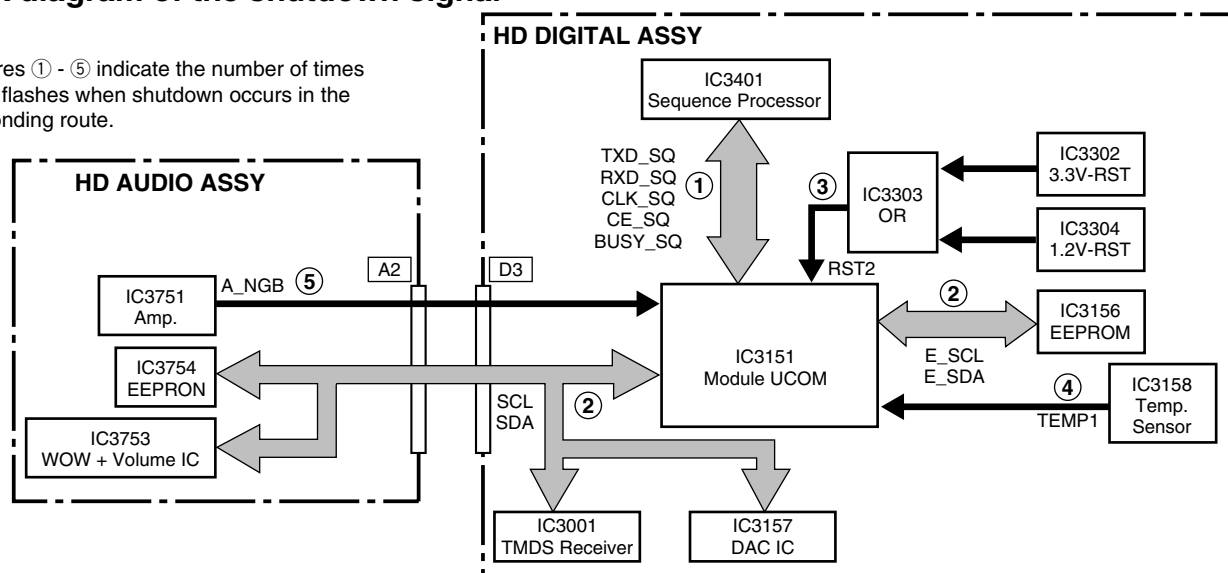 diagram of the shutdown signal
HD DIGITAL ASSY
① - ⑤ indicate the number of times
flashes when shutdown occurs in the
route.
IC3401
Sequence Processor
TXD_SQ
RXD_SQ
CLK_SQ
CE_SQ
BUSY_SQ
①
③
IC3303
OR
IC3302
3.3V-RST
IC3304
1.2V-RST
RST2
HD AUDIO ASSY
A2
D3
IC3751
Amp.
A_NGB
⑤
IC3151
Module UCOM
②
IC3156
EEPROM
E_SCL
E_SDA
IC3754
EEPRON
SCL
SDA
②
④
TEMP1
IC3158
Temp.
Sensor
IC3753
WOW + Volume IC
IC3001
TMDS Receiver
IC3157
DAC IC